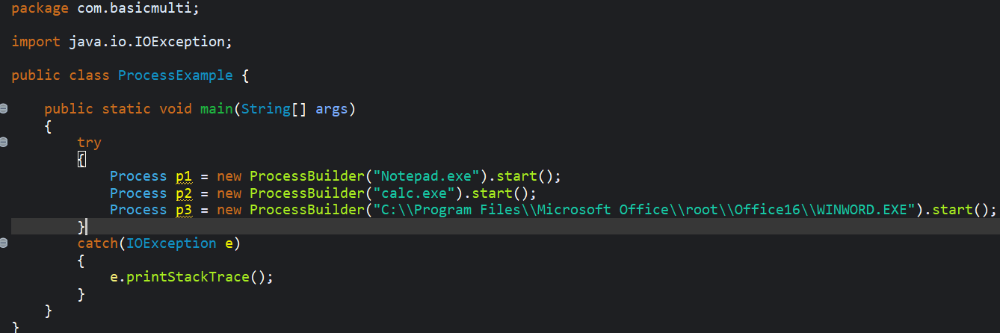 package com.basicmulti;
import java.io.IOException;
public class ProcessExample {
public static void main(String[] args)
{
try
{
Process p1 = new ProcessBuilder("Notepad.exe").start();
Process p2 = new ProcessBuilder("calc.exe").start();
Process p3 = new ProcessBuilder("C:\\Program Files\\Microsoft Office\\root\\Office16\\WINWORD.EXE").start();
}
catch(IOException e)
{
e.printStackTrace();
}
}
}